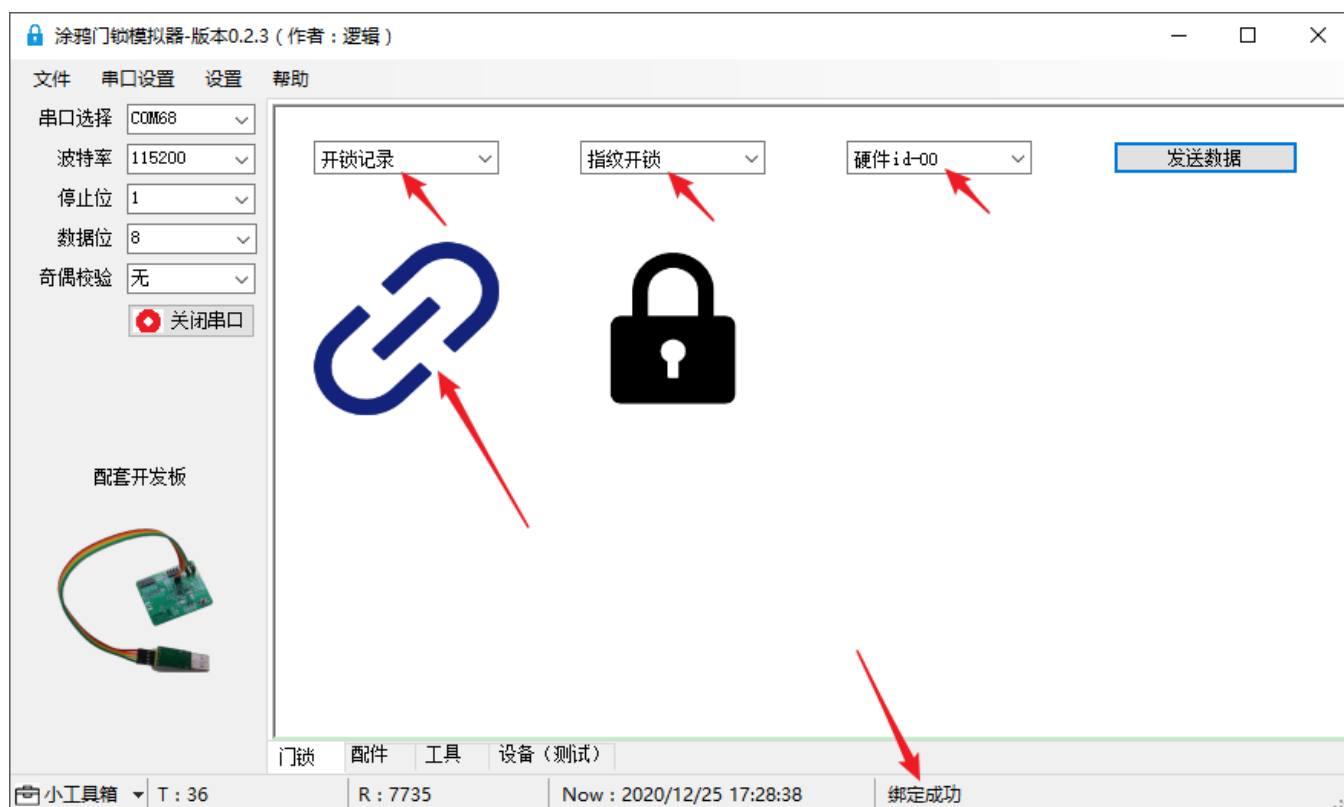 涂鸦门锁模拟器-版本0.2.3 ( 作者 : 逻辑 )
文件 串口设置 设置 帮助
串口选择 COM68
波特率 115200
停止位 1
数据位 8
奇偶校验 无
关闭串口
开锁记录 指纹开锁 硬件id-00 发送数据
配套开发板
门锁 配件 工具 设备（测试）
小工具箱 T : 36 R : 7735 Now : 2020/12/25 17:28:38 绑定成功